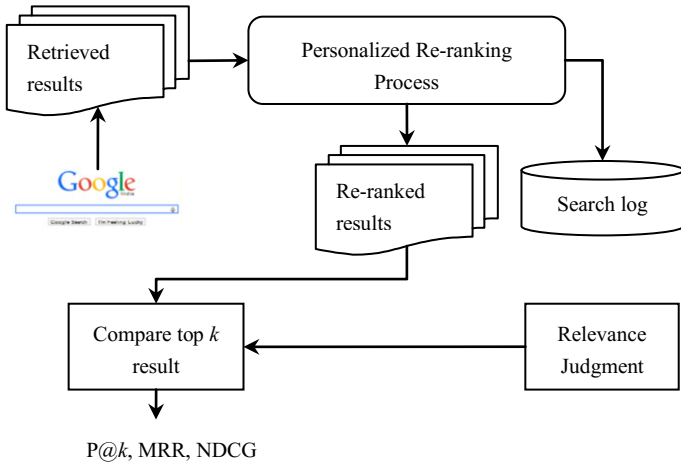 Retrieved
results
Personalized Re-ranking
Process
Google
India
Google Search
I'm Feeling Lucky
Re-ranked
results
Search log
Compare top k
result
Relevance
Judgment
P@k, MRR, NDCG